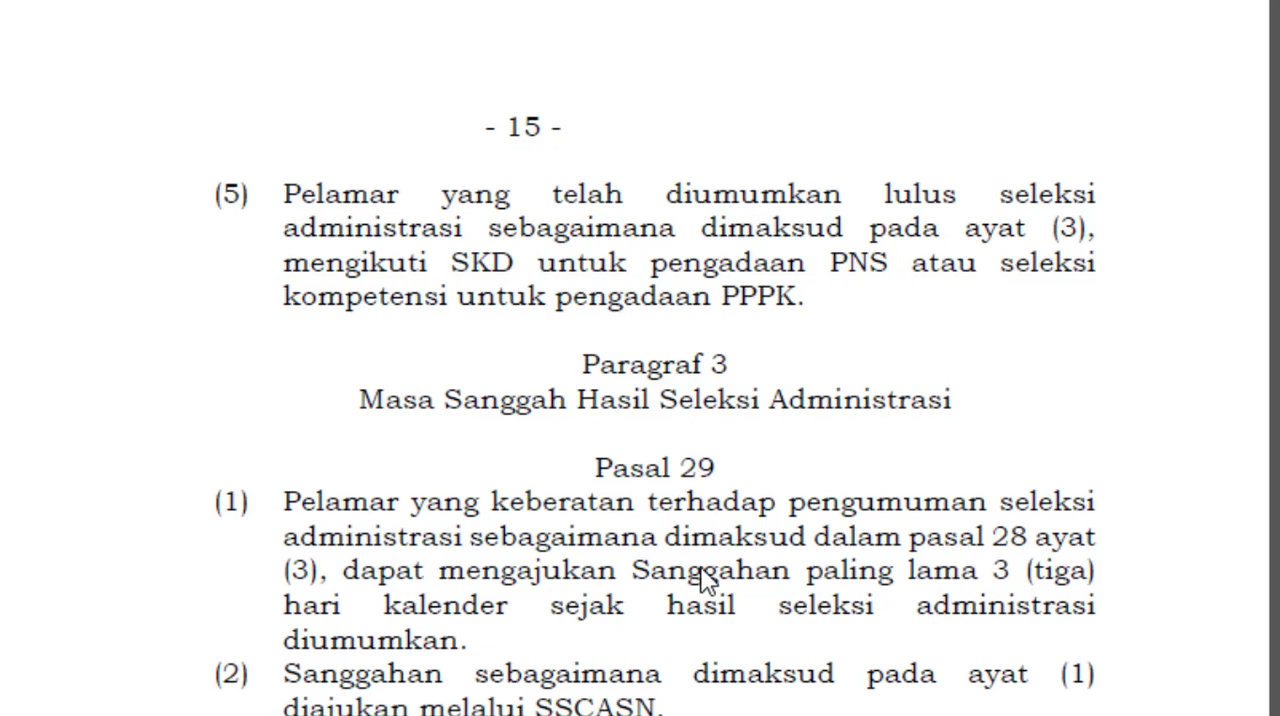 - 15 -
(5) Pelamar yang telah diumumkan lulus seleksi
administrasi sebagaimana dimaksud pada ayat (3),
mengikuti SKD untuk pengadaan PNS atau seleksi
kompetensi untuk pengadaan PPPK.
Paragraf 3
Masa Sanggah Hasil Seleksi Administrasi
Pasal 29
(1) Pelamar yang keberatan terhadap pengumuman seleksi
administrasi sebagaimana dimaksud dalam pasal 28 ayat
(3), dapat mengajukan Sanggahan paling lama 3 (tiga)
hari kalender sejak hasil seleksi administrasi
diumumkan.
(2) Sanggahan sebagaimana dimaksud pada ayat (1)
diajukan melalui SSCASN.